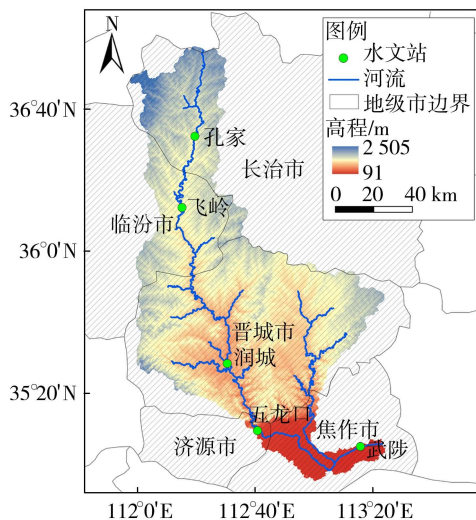 N
图例
水文站
河流
地级市边界
高程/m
2 505
91
0 20 40 km
36°40′N
36°0′N
35°20′N
孔家
长治市
飞岭
临汾市
晋城市
润城
五龙口
焦作市
济源市
武陟
112°0′E
112°40′E
113°20′E